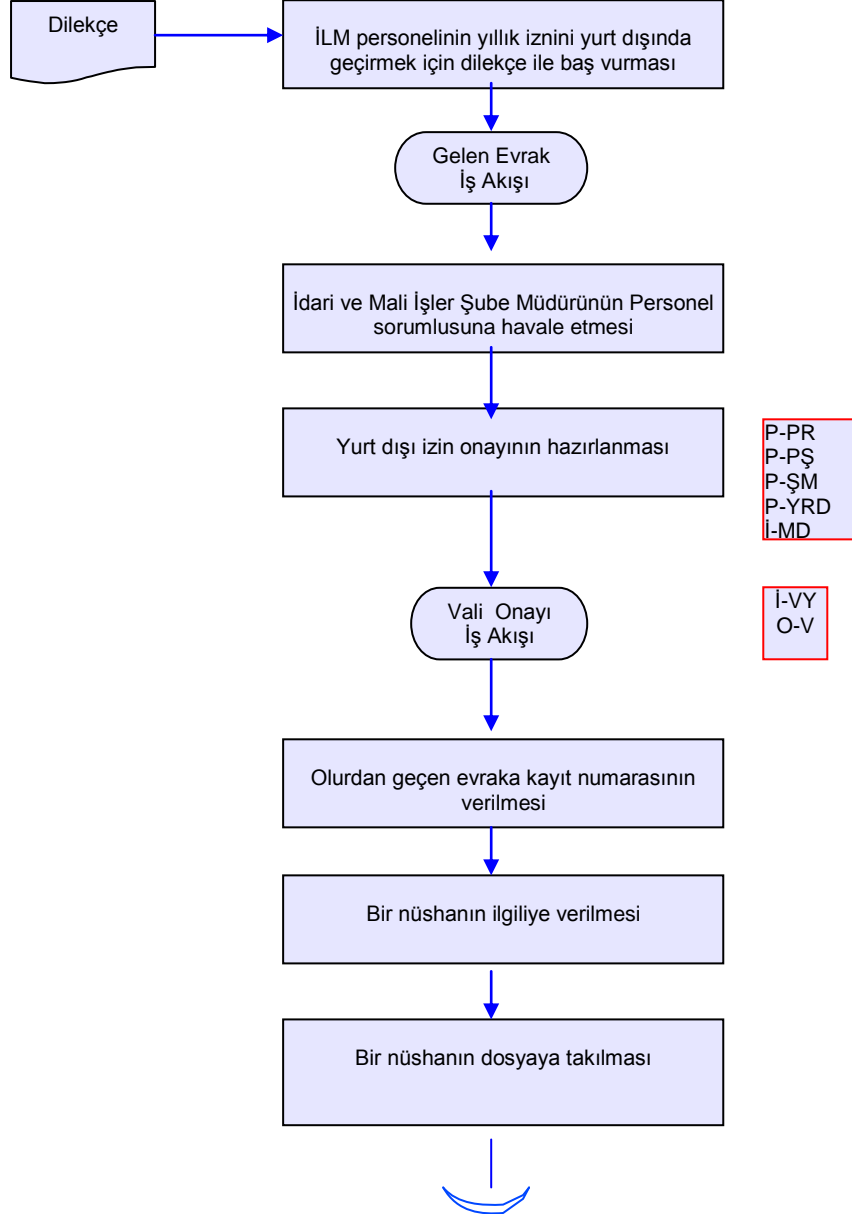 Dilekçe
İLM personelinin yıllık iznini yurt dışında
geçirmek için dilekçe ile baş vurması
Gelen Evrak
İş Akışı
İdari ve Mali İşler Şube Müdürünün Personel
sorumlusuna havale etmesi
Yurt dışı izin onayının hazırlanması
P-PR
P-PŞ
P-ŞM
P-YRD
İ-MD
Vali Onayı
İş Akışı
İ-VY
O-V
Olurdan geçen evraka kayıt numarasının
verilmesi
Bir nüshanın ilgiliye verilmesi
Bir nüshanın dosyaya takılması